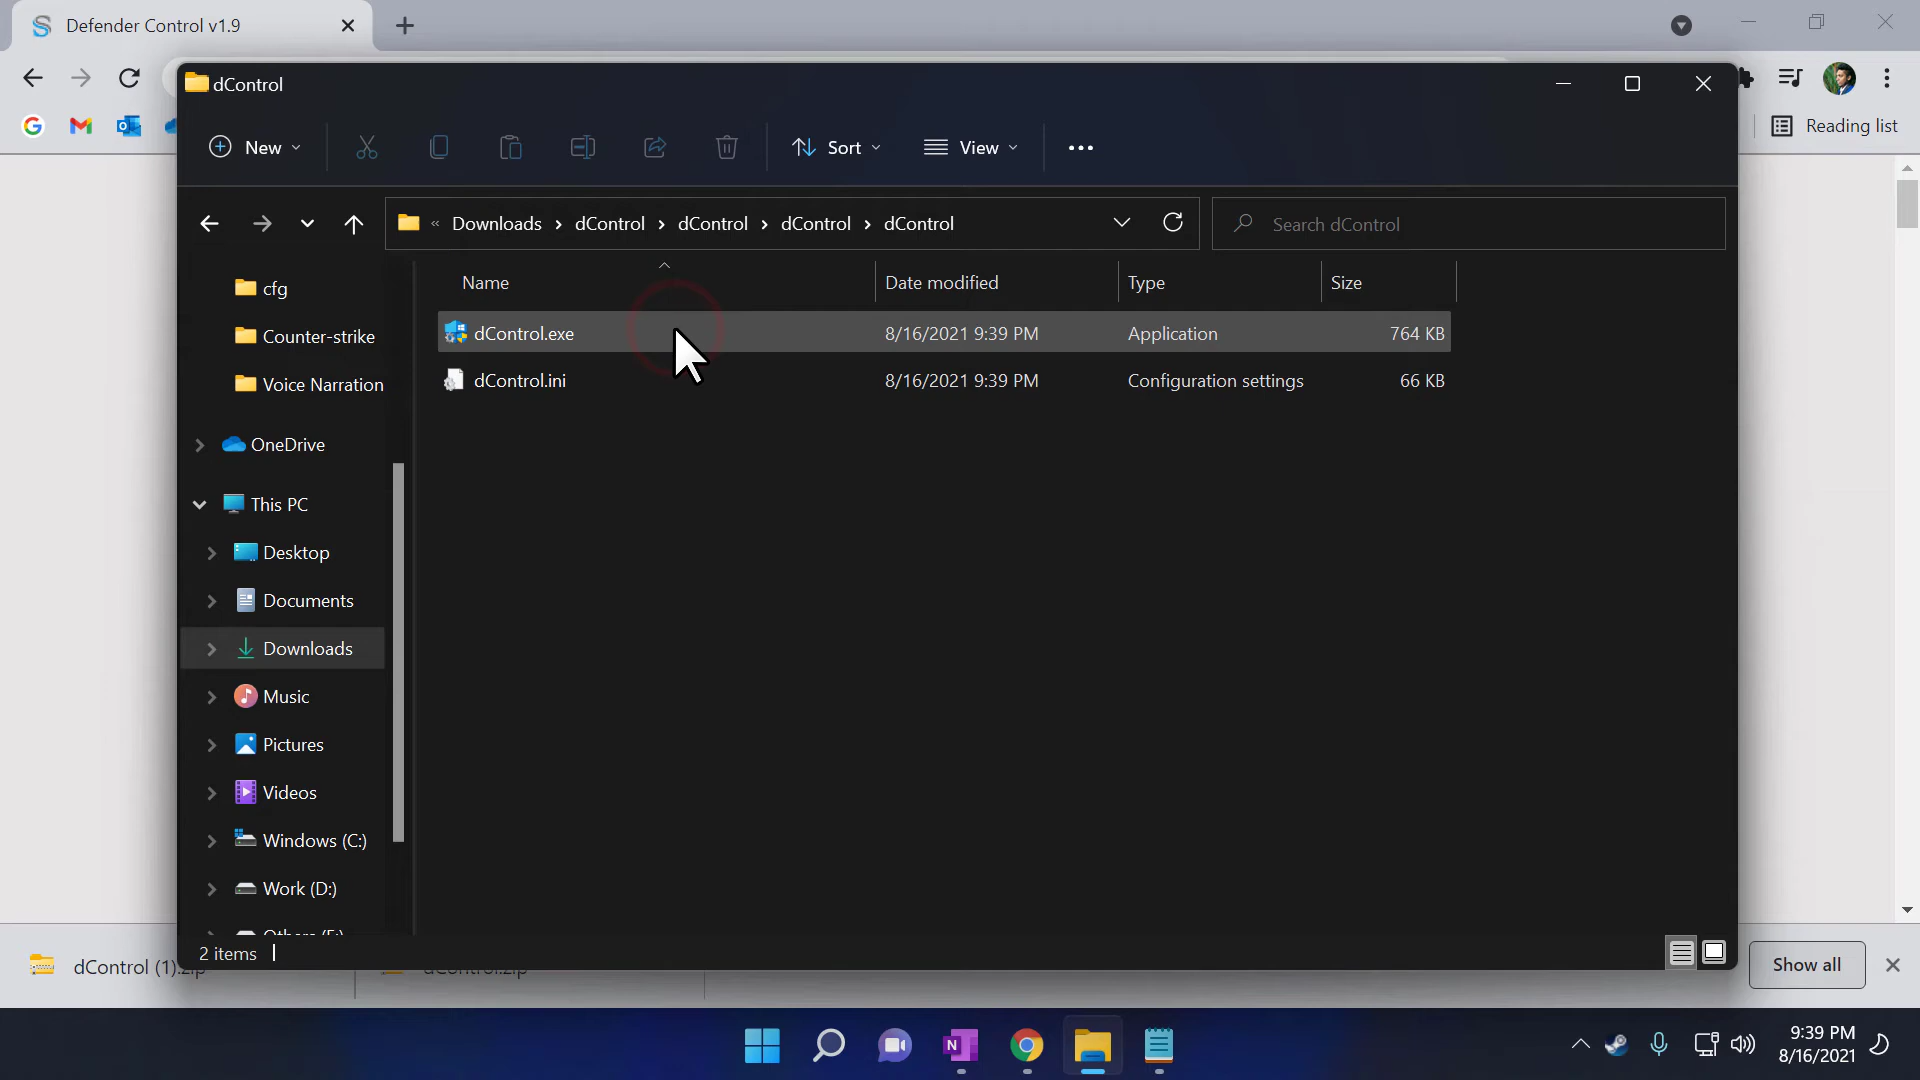 Defender Control v1.9
Reading list
dControl
New
Sort
View
« Downloads > dControl > dControl > dControl > dControl
Search dControl
Name
Date modified
Type
Size
dControl.exe
8/16/2021 9:39 PM
Application
764 KB
dControl.ini
8/16/2021 9:39 PM
Configuration settings
66 KB
cfg
Counter-strike
Voice Narration
OneDrive
This PC
Desktop
Documents
Downloads
Music
Pictures
Videos
Windows (C:)
Work (D:)
2 items
dControl (1).zip
dControl.zip
Show all
9:39 PM
8/16/2021